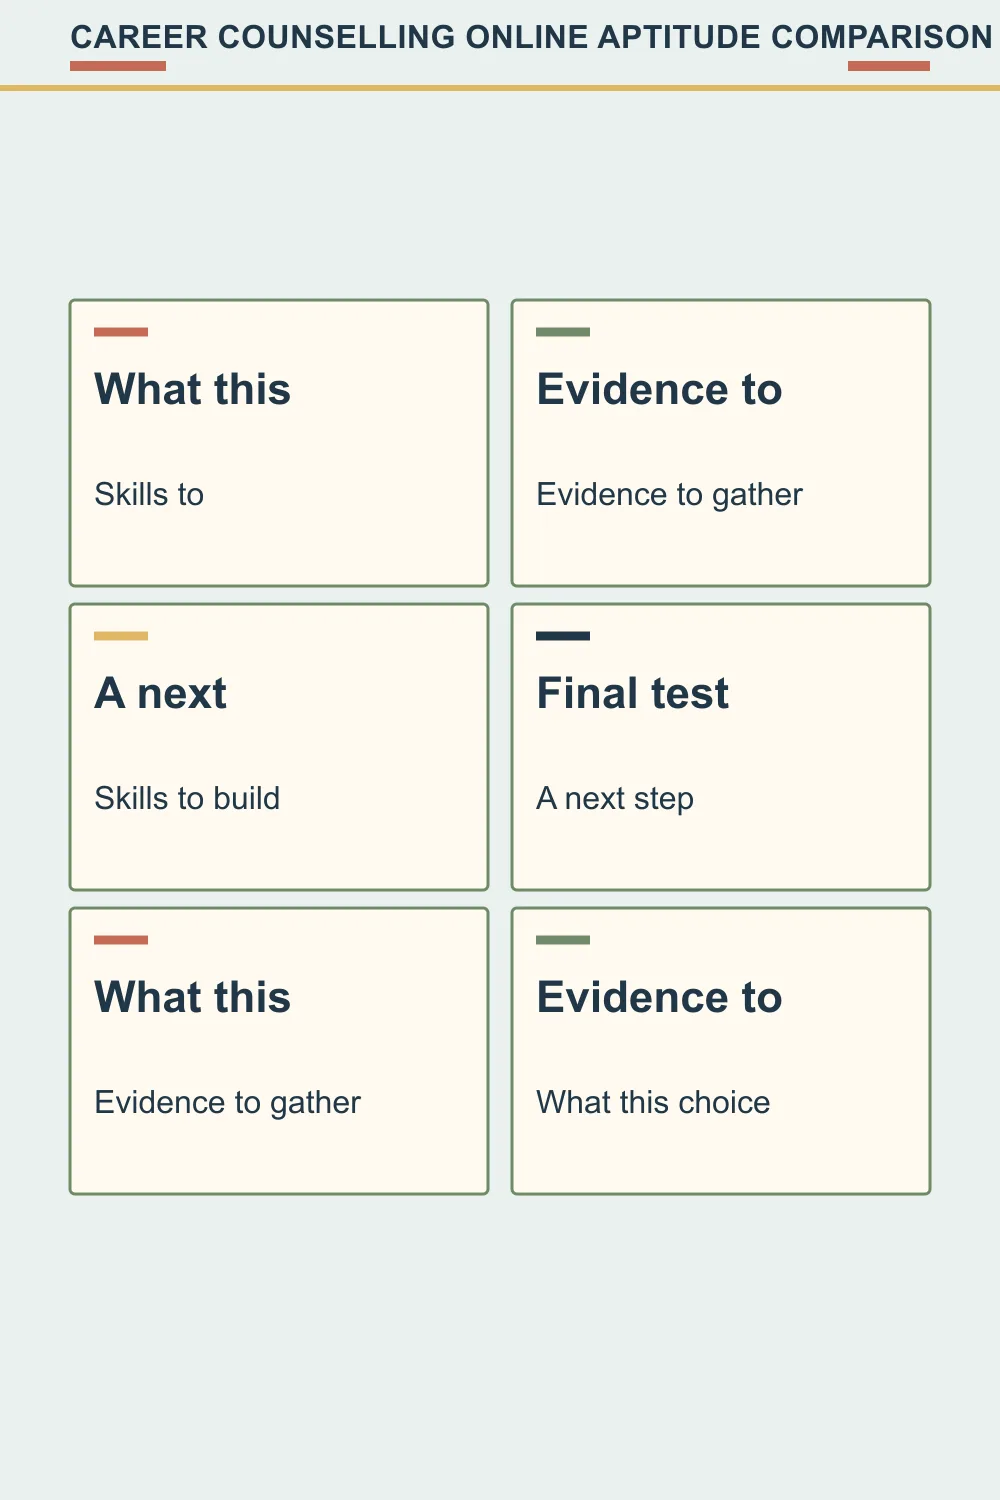 CAREER COUNSELLING ONLINE APTITUDE COMPARISON
What this
Skills to
Evidence to
Evidence to gather
A next
Skills to build
Final test
A next step
What this
Evidence to gather
Evidence to
What this choice